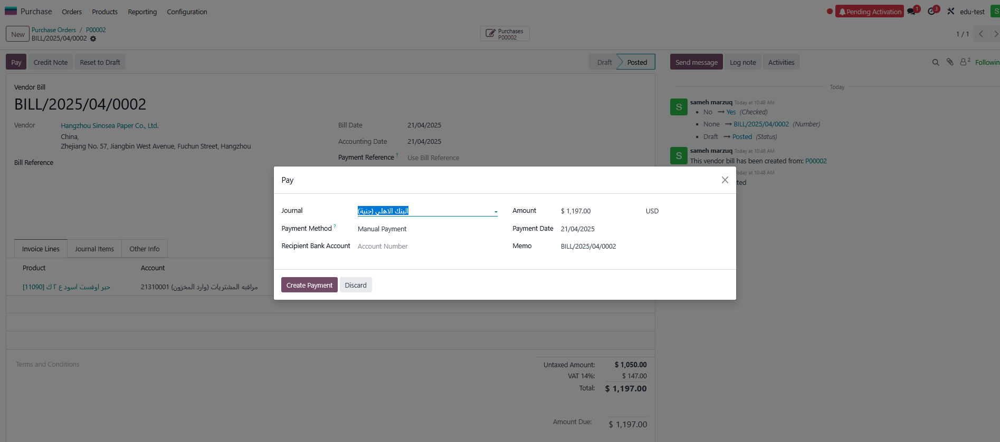 Purchase Orders Products Reporting Configuration
Pending Activation 1 3 edu-test S
New Purchase Orders / P00002
BILL/2025/04/0002
Purchases
P00002
1 / 1
Pay Credit Note Reset to Draft
Draft Posted
Send message Log note Activities
2 Followin
Vendor Bill
BILL/2025/04/0002
Vendor Hangzhou Sinosea Paper Co., Ltd.
China,
Zhejiang No. 57, Jiangbin West Avenue, Fuchun Street, Hangzhou
Bill Reference
Bill Date 21/04/2025
Accounting Date 21/04/2025
Payment Reference ? Use Bill Reference
Today
S sameh marzuq Today at 10:48 AM
No → Yes (Checked)
None → BILL/2025/04/0002 (Number)
Draft → Posted (Status)
S sameh marzuq Today at 10:48 AM
This vendor bill has been created from: P00002
oday at 10:48 AM
ted
Pay
Journal البنك الاهلي (جنية)
Amount $ 1,197.00 USD
Payment Method ? Manual Payment
Payment Date 21/04/2025
Recipient Bank Account Account Number
Memo BILL/2025/04/0002
Create Payment Discard
Invoice Lines Journal Items Other Info
Product Account
[11090] حبر اوفست اسود ع ٢ ك 21310001 مراقبه المشتريات (وارد المخزون)
Terms and Conditions
Untaxed Amount: $ 1,050.00
VAT 14%: $ 147.00
Total: $ 1,197.00
Amount Due: $ 1,197.00